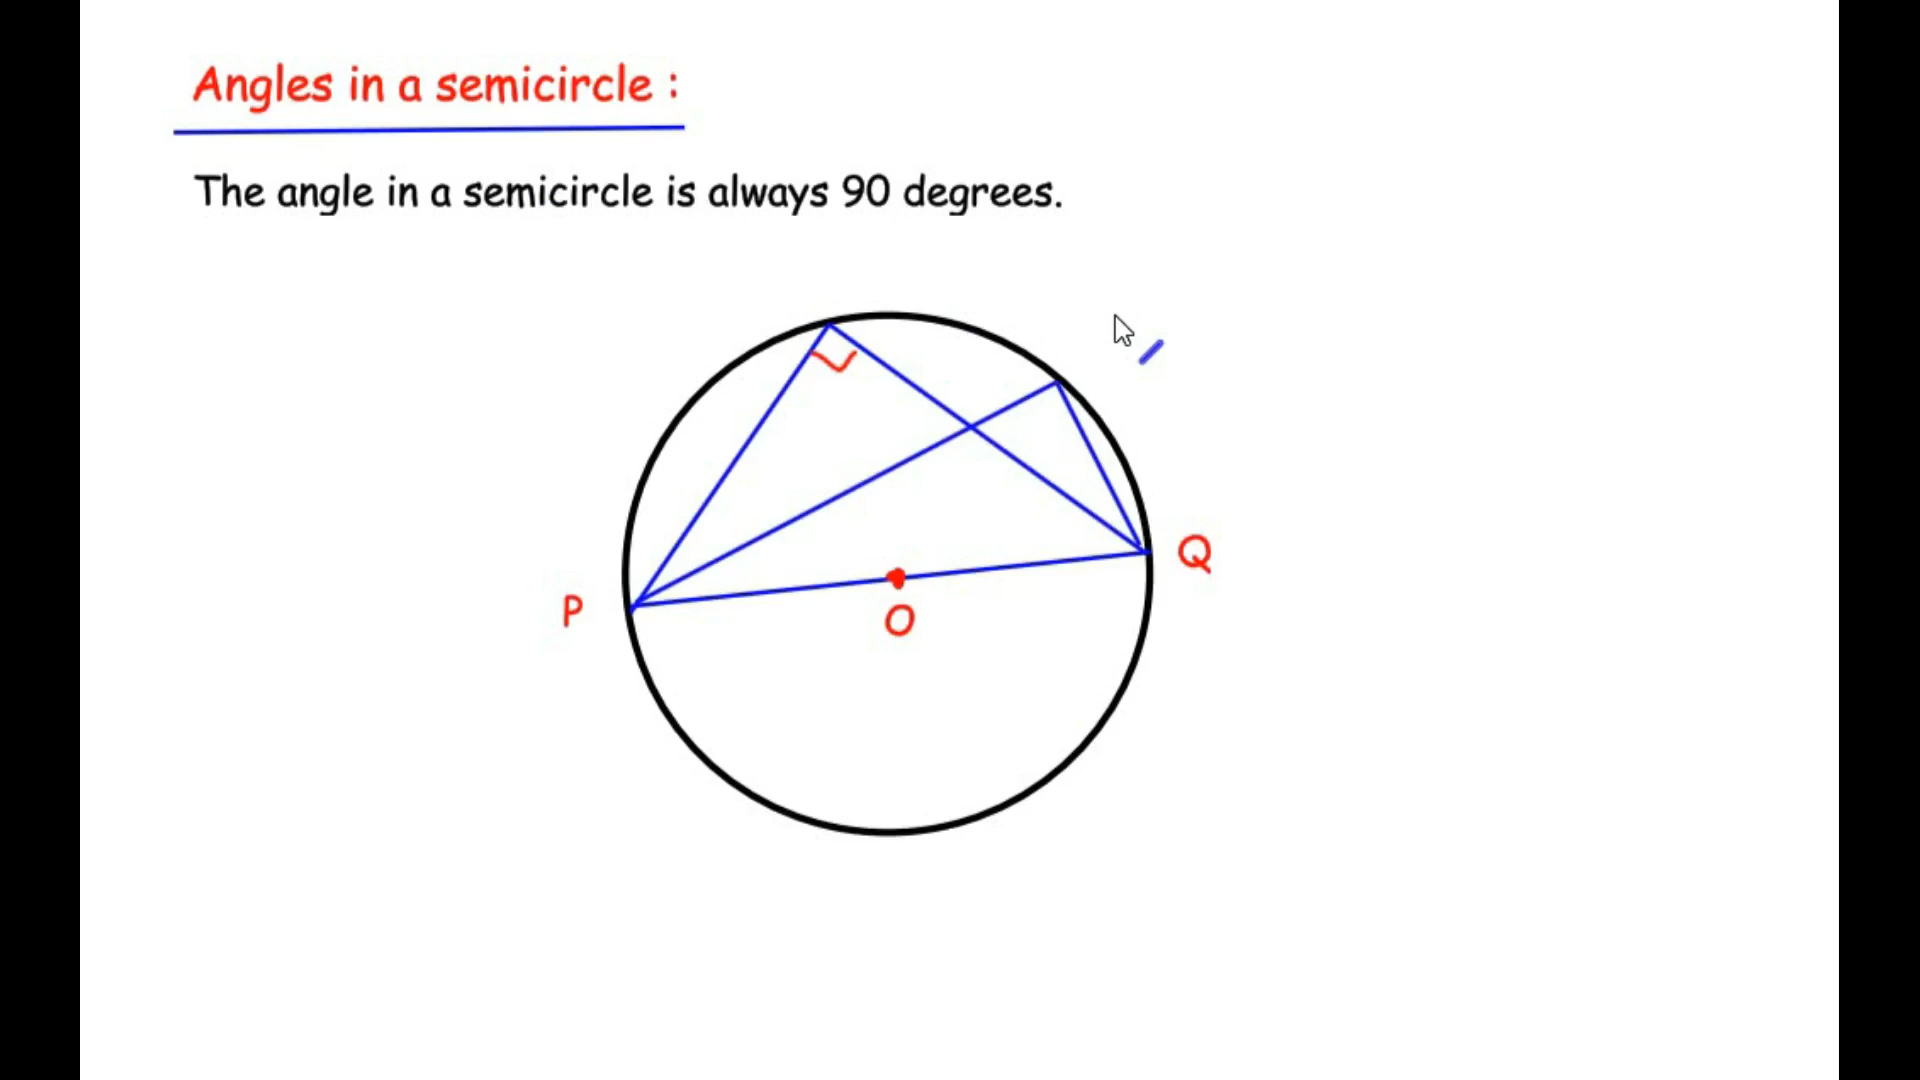 Angles in a semicircle :
The angle in a semicircle is always 90 degrees.
Q
P
O